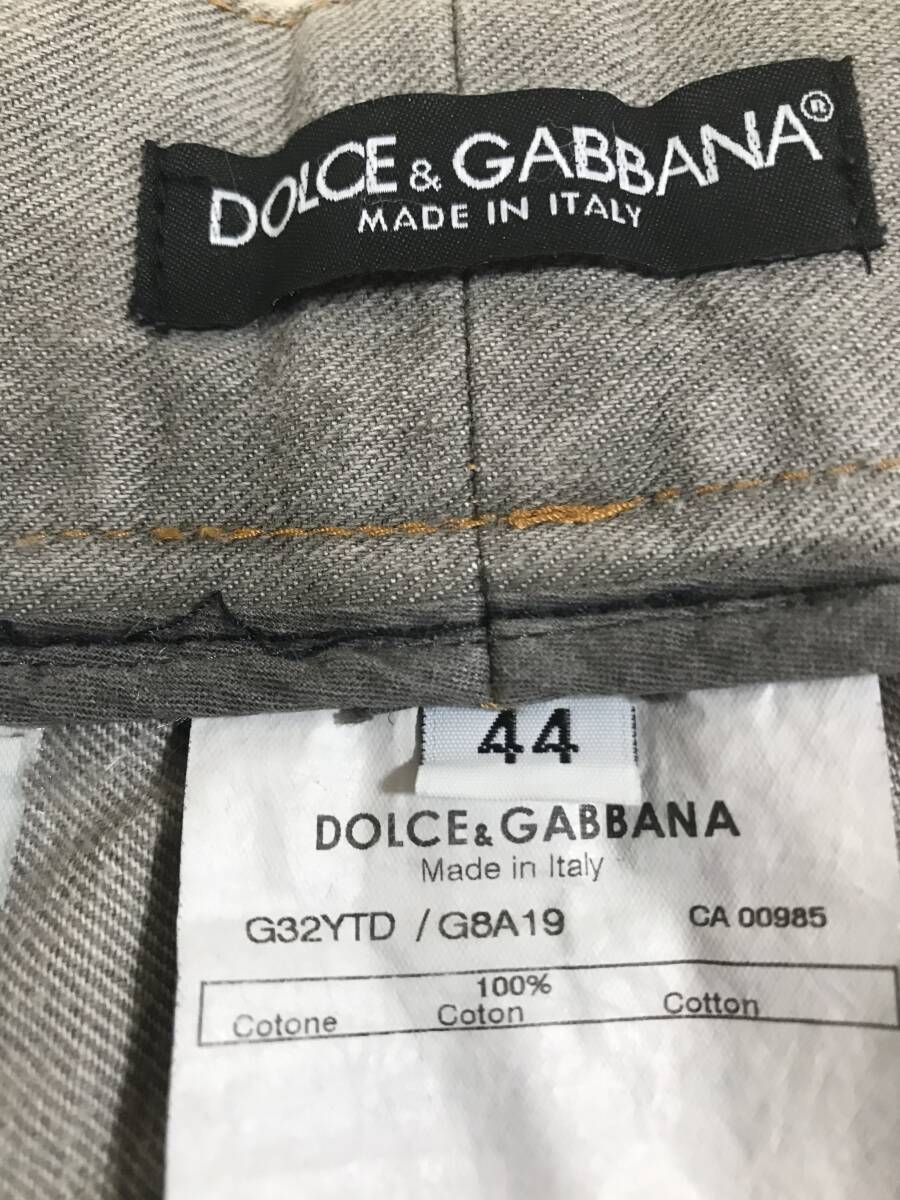 DOLCE & GABBANA®
MADE IN ITALY
44
DOLCE & GABBANA
Made in Italy
G32YTD / G8A19 CA 00985
100%
Cotone Coton Cotton